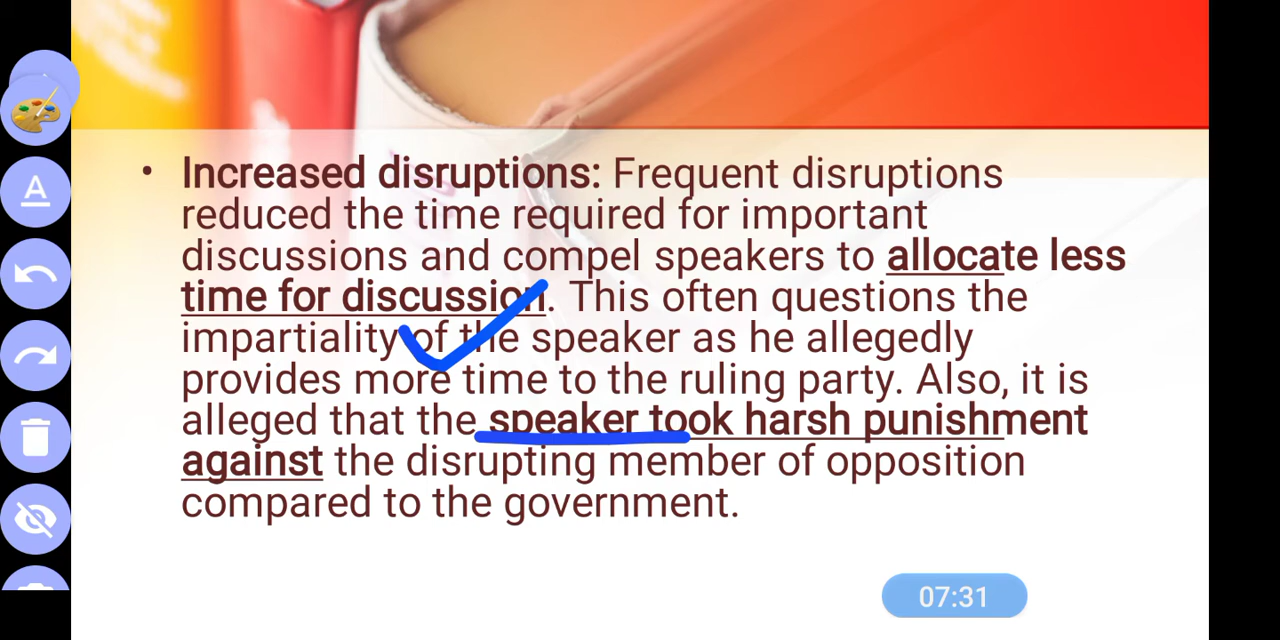 • Increased disruptions: Frequent disruptions
reduced the time required for important
discussions and compel speakers to allocate less
time for discussion. This often questions the
impartiality of the speaker as he allegedly
provides more time to the ruling party. Also, it is
alleged that the speaker took harsh punishment
against the disrupting member of opposition
compared to the government.
A
07:31